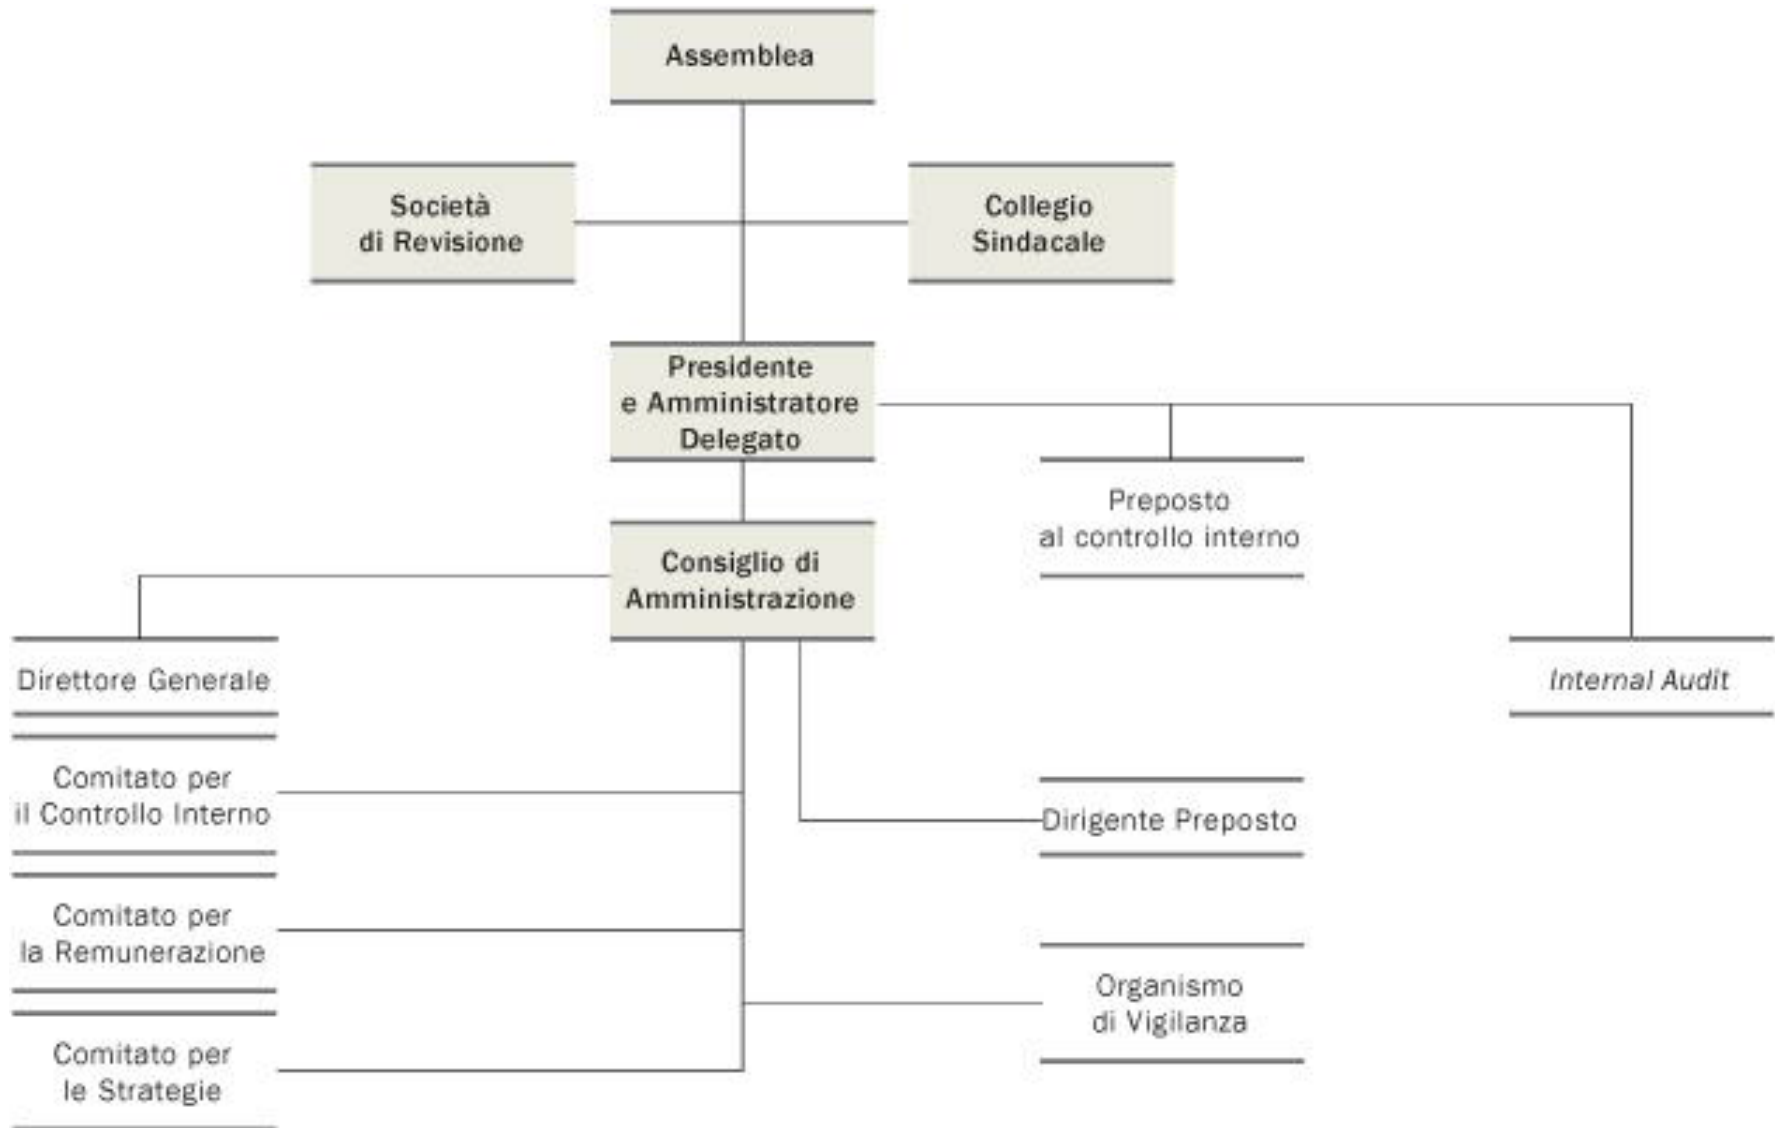 Assemblea
Società
di Revisione
Collegio
Sindacale
Presidente
e Amministratore
Delegato
Preposto
al controllo interno
Consiglio di
Amministrazione
Direttore Generale
Internal Audit
Comitato per
il Controllo Interno
Dirigente Preposto
Comitato per
la Remunerazione
Organismo
di Vigilanza
Comitato per
le Strategie